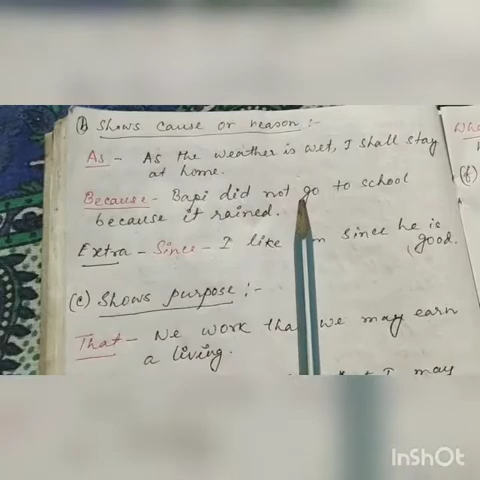 (b) Shows cause or reason :-
As - As the weather is wet, I shall stay
at home.
Because - Bapi did not go to school
because it rained.
Extra - Since - I like since he is
good.
(c) Shows purpose :-
That - We work that we may earn
a living.
I may
(f)
InShOt